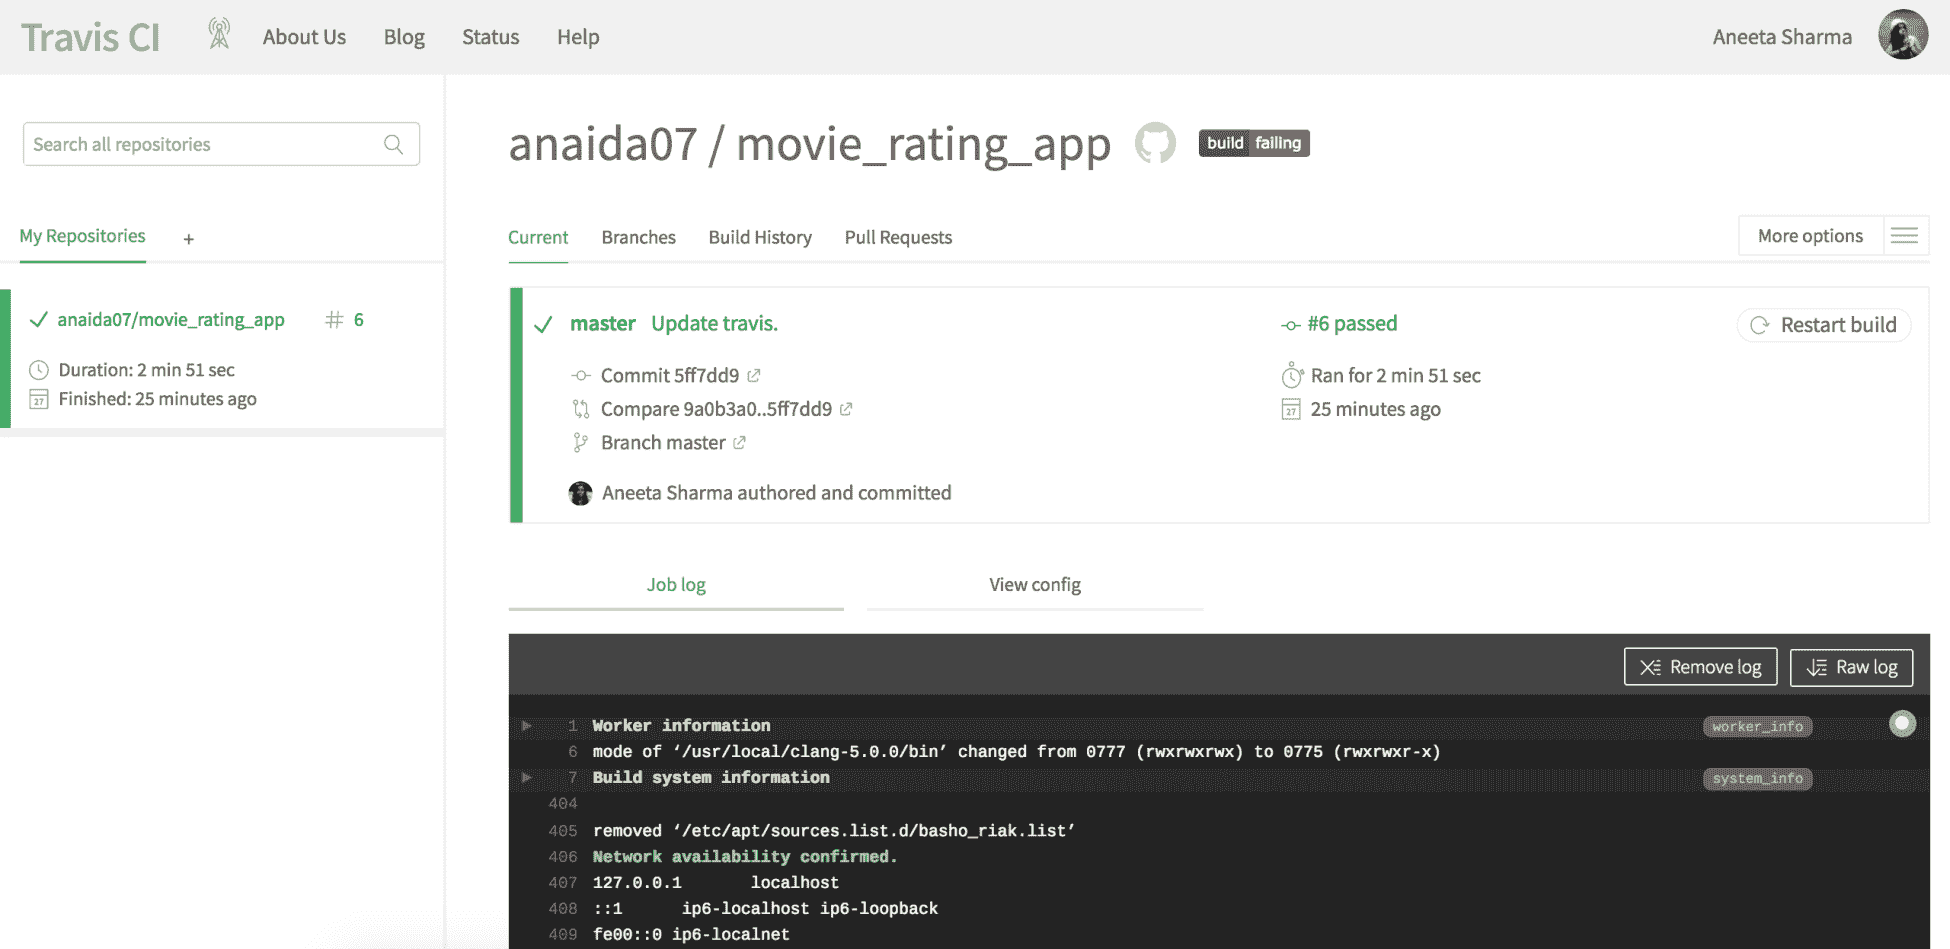 Travis CI About Us Blog Status Help Aneeta Sharma
Search all repositories
My Repositories +
anaida07/movie_rating_app # 6
Duration: 2 min 51 sec
27 Finished: 25 minutes ago
anaida07 / movie_rating_app build failing
Current Branches Build History Pull Requests More options
master Update travis. #6 passed Restart build
Commit 5ff7dd9 Ran for 2 min 51 sec
Compare 9a0b3a0..5ff7dd9 27 25 minutes ago
Branch master
Aneeta Sharma authored and committed
Job log View config
Remove log Raw log
1 Worker information worker_info
6 mode of ‘/usr/local/clang-5.0.0/bin’ changed from 0777 (rwxrwxrwx) to 0775 (rwxrwxr-x)
7 Build system information system_info
404
405 removed ‘/etc/apt/sources.list.d/basho_riak.list’
406 Network availability confirmed.
407 127.0.0.1 localhost
408 ::1 ip6-localhost ip6-loopback
409 fe00::0 ip6-localnet